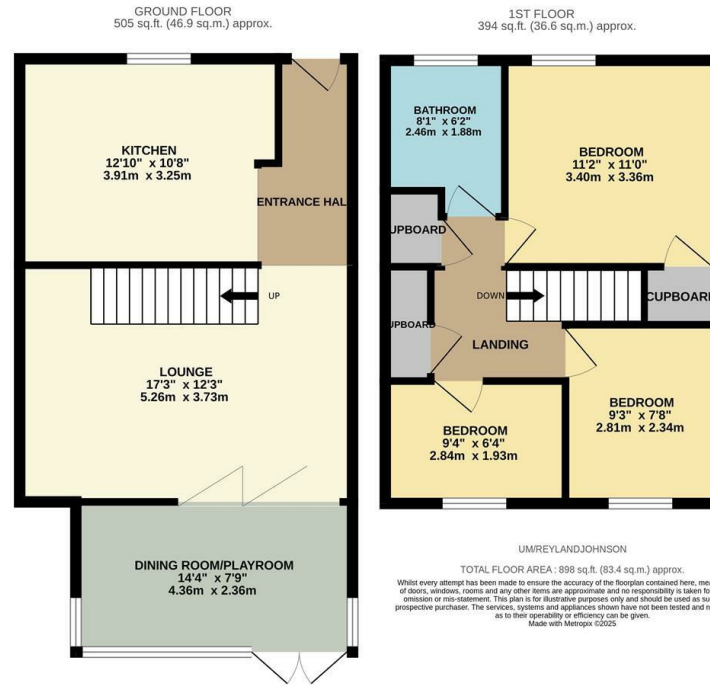 GROUND FLOOR
505 sq.ft. (46.9 sq.m.) approx.
KITCHEN
12'10" x 10'8"
3.91m x 3.25m
ENTRANCE HAL
UP
LOUNGE
17'3" x 12'3"
5.26m x 3.73m
DINING ROOM/PLAYROOM
14'4" x 7'9"
4.36m x 2.36m
1ST FLOOR
394 sq.ft. (36.6 sq.m.) approx.
BATHROOM
8'1" x 6'2"
2.46m x 1.88m
BEDROOM
11'2" x 11'0"
3.40m x 3.36m
UPBOARD
DOWN
CUPBOARD
UPBOARD
LANDING
BEDROOM
9'4" x 6'4"
2.84m x 1.93m
BEDROOM
9'3" x 7'8"
2.81m x 2.34m
UM/REYLANDJOHNSON
TOTAL FLOOR AREA : 898 sq.ft. (83.4 sq.m.) approx.
Whilst every attempt has been made to ensure the accuracy of the floorplan contained here, mea
of doors, windows, rooms and any other items are approximate and no responsibility is taken fo
omission or mis-statement. This plan is for illustrative purposes only and should be used as su
prospective purchaser. The services, systems and appliances shown have not been tested and n
as to their operability or efficiency can be given.
Made with Metropix ©2025